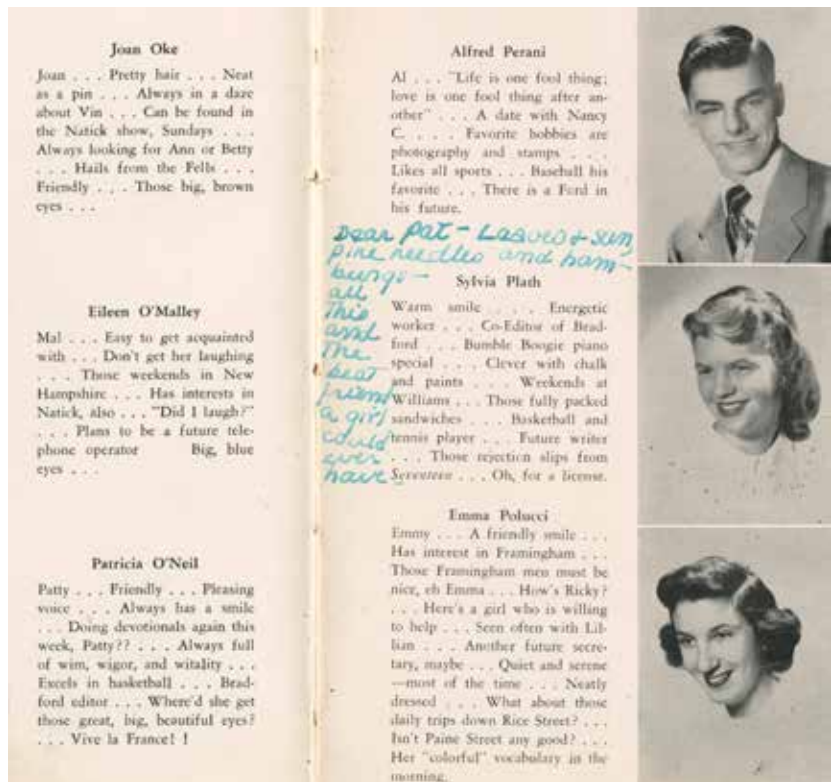 Joan Oke
Joan . . . Pretty hair . . . Neat
as a pin . . . Always in a daze
about Vin . . . Can be found in
the Natick show, Sundays . . .
Always looking for Ann or Betty
. . . Hails from the Fells . . .
Friendly . . . Those big, brown
eyes . . .
Eileen O'Malley
Mal . . . Easy to get acquainted
with . . . Don't get her laughing
. . . Those weekends in New
Hampshire . . . Has interests in
Natick, also . . . "Did I laugh?"
. . . Plans to be a future tele-
phone operator Big, blue
eyes . . .
Patricia O'Neil
Patty . . . Friendly . . . Pleasing
voice . . . Always has a smile
. . . Doing devotionals again this
week, Patty?? . . . Always full
of wim, wigor, and witality . . .
Excels in basketball . . . Brad-
ford editor . . . Where'd she get
those great, big, beautiful eyes?
. . . Vive la France! !
Alfred Perani
Al . . . "Life is one fool thing;
love is one fool thing after an-
other" . . . A date with Nancy
C. . . . Favorite hobbies are
photography and stamps . . .
Likes all sports . . . Baseball his
favorite . . . There is a Ford in
his future.
Dear Pat - Leaves & sun,
pine needles and ham-
burgs -
all
this
and
the
best
friend
a girl
could
ever
have
Sylvia Plath
Warm smile . . . Energetic
worker . . . Co-Editor of Brad-
ford . . . Bumble Boogie piano
special . . . Clever with chalk
and paints . . . Weekends at
Williams . . . Those fully packed
sandwiches . . . Basketball and
tennis player . . . Future writer
. . . Those rejection slips from
Seventeen . . . Oh, for a license.
Emma Polucci
Emmy . . . A friendly smile . . .
Has interest in Framingham . . .
Those Framingham men must be
nice, eh Emma . . . How's Ricky?
. . . Here's a girl who is willing
to help . . . Seen often with Lil-
lian . . . Another future secre-
tary, maybe . . . Quiet and serene
—most of the time . . . Neatly
dressed . . . What about those
daily trips down Rice Street? . . .
Isn't Paine Street any good? . . .
Her "colorful" vocabulary in the
morning.